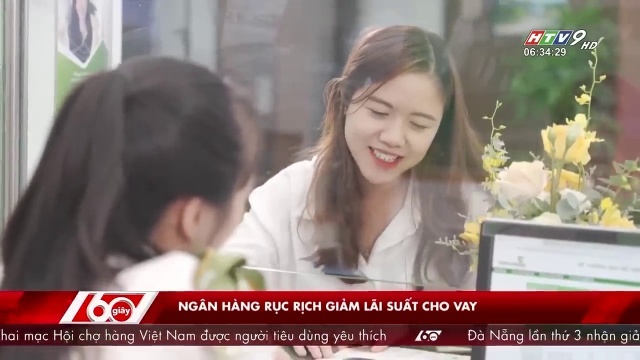 HTV9 HD
06:34:29
60 giây
NGÂN HÀNG RỤC RỊCH GIẢM LÃI SUẤT CHO VAY
hai mạc Hội chợ hàng Việt Nam được người tiêu dùng yêu thích 60 Đà Nẵng lần thứ 3 nhận giả